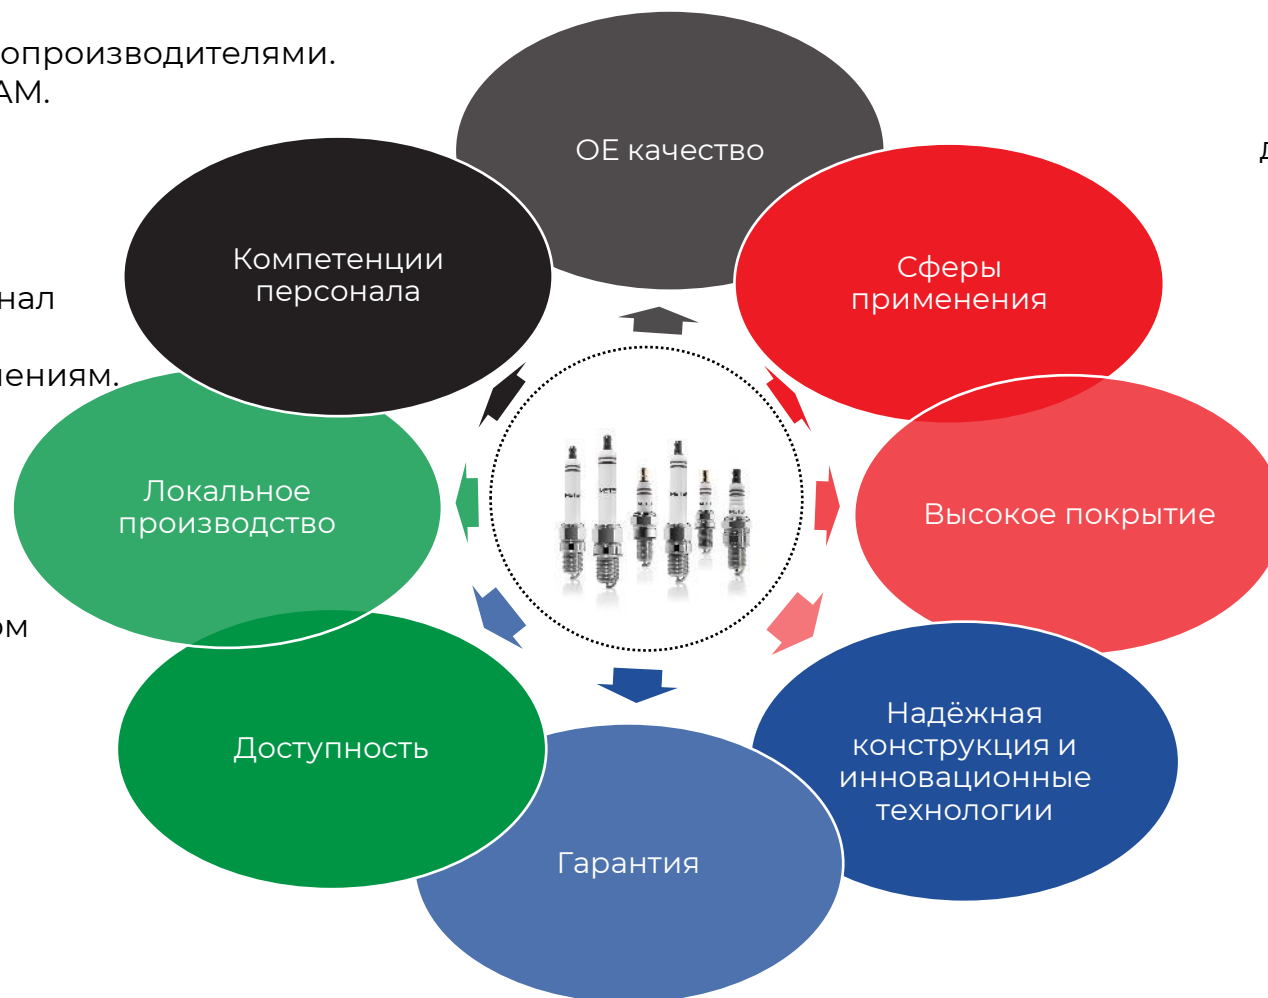 опроизводителями.
АМ.
ОЕ качество
д
Компетенции
персонала
Сферы
применения
нал
ениям.
Локальное
производство
Высокое покрытие
ом
Надёжная
конструкция и
инновационные
технологии
Доступность
Гарантия